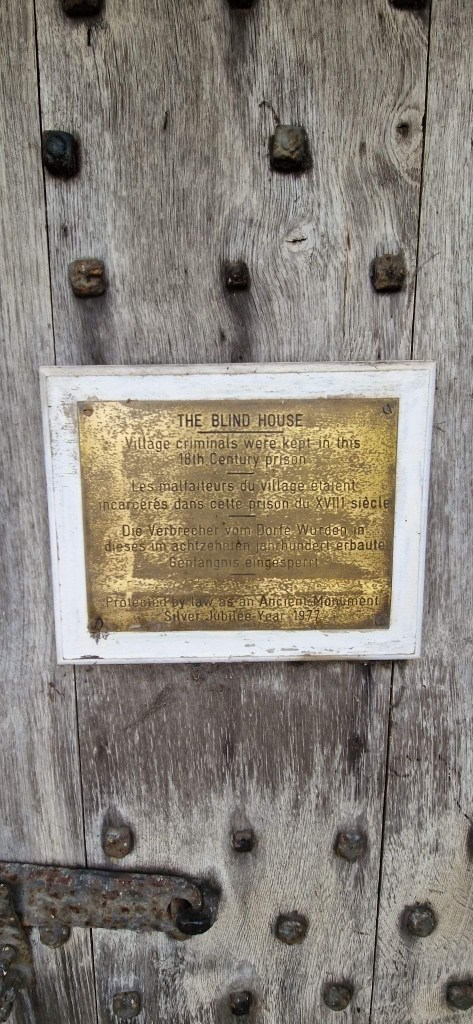 THE BLIND HOUSE
Village criminals were kept in this
18th Century prison
Les malfaiteurs du village etaient
incarcérés dans cette prison du XVIII siècle
Die Verbrecher vom Dorfe Wurden in
dieses im achtzehnten jahrhundert erbaute
Genfangnis eingesperrt
Protected by law as an Ancient Monument
Silver Jubilee Year 1977